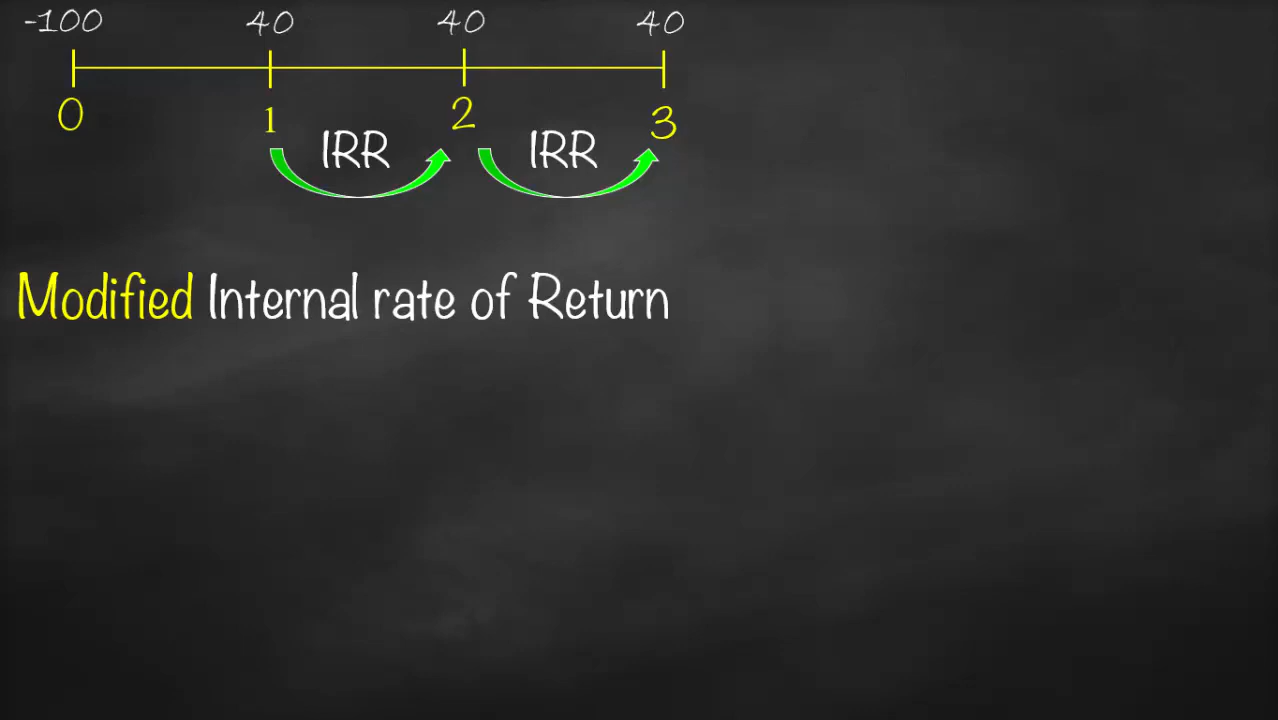 -100 40 40 40
0 1 2 3
IRR IRR
Modified Internal rate of Return